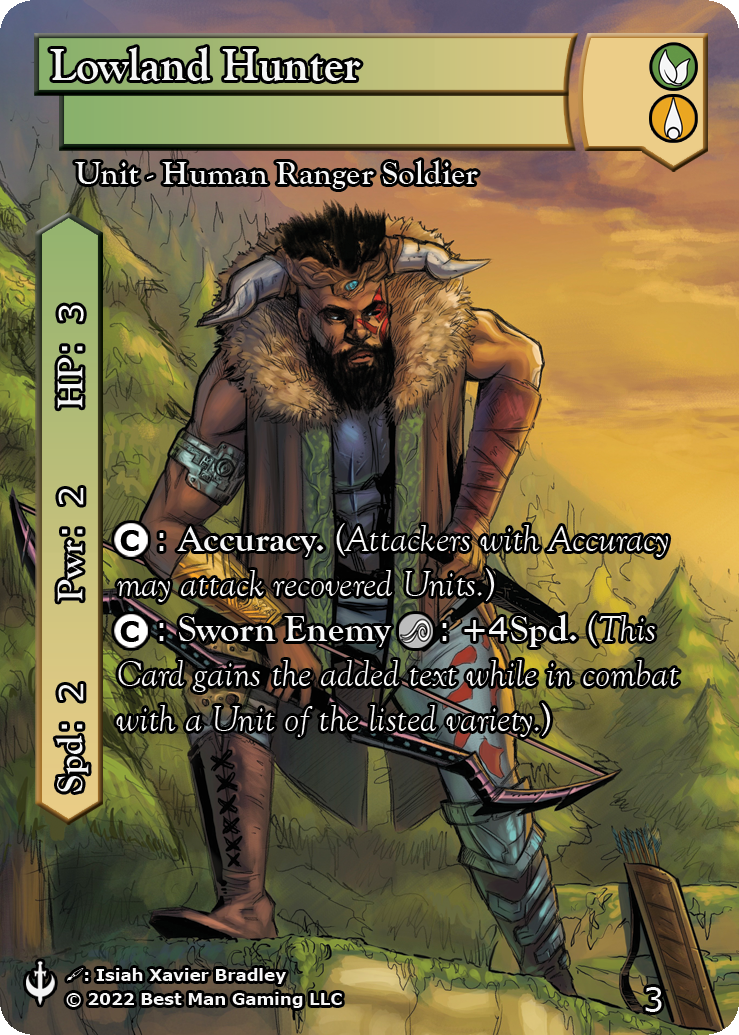 Lowland Hunter
Unit - Human Ranger Soldier
HP: 3
Pwr: 2
Spd: 2
C : Accuracy. (Attackers with Accuracy
may attack recovered Units.)
C : Sworn Enemy : +4Spd. (This
Card gains the added text while in combat
with a Unit of the listed variety.)
: Isiah Xavier Bradley
© 2022 Best Man Gaming LLC
3